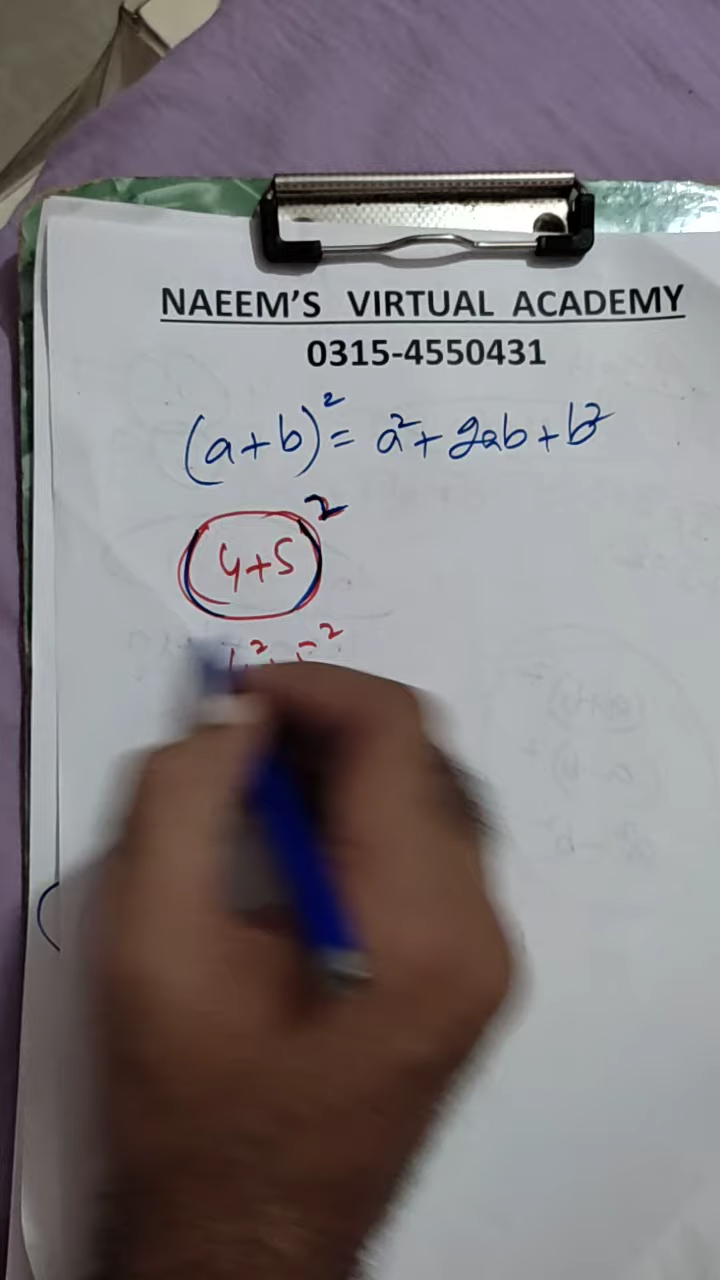 NAEEM'S VIRTUAL ACADEMY
0315-4550431
(a+b)² = a²+2ab+b²
(4+5)²